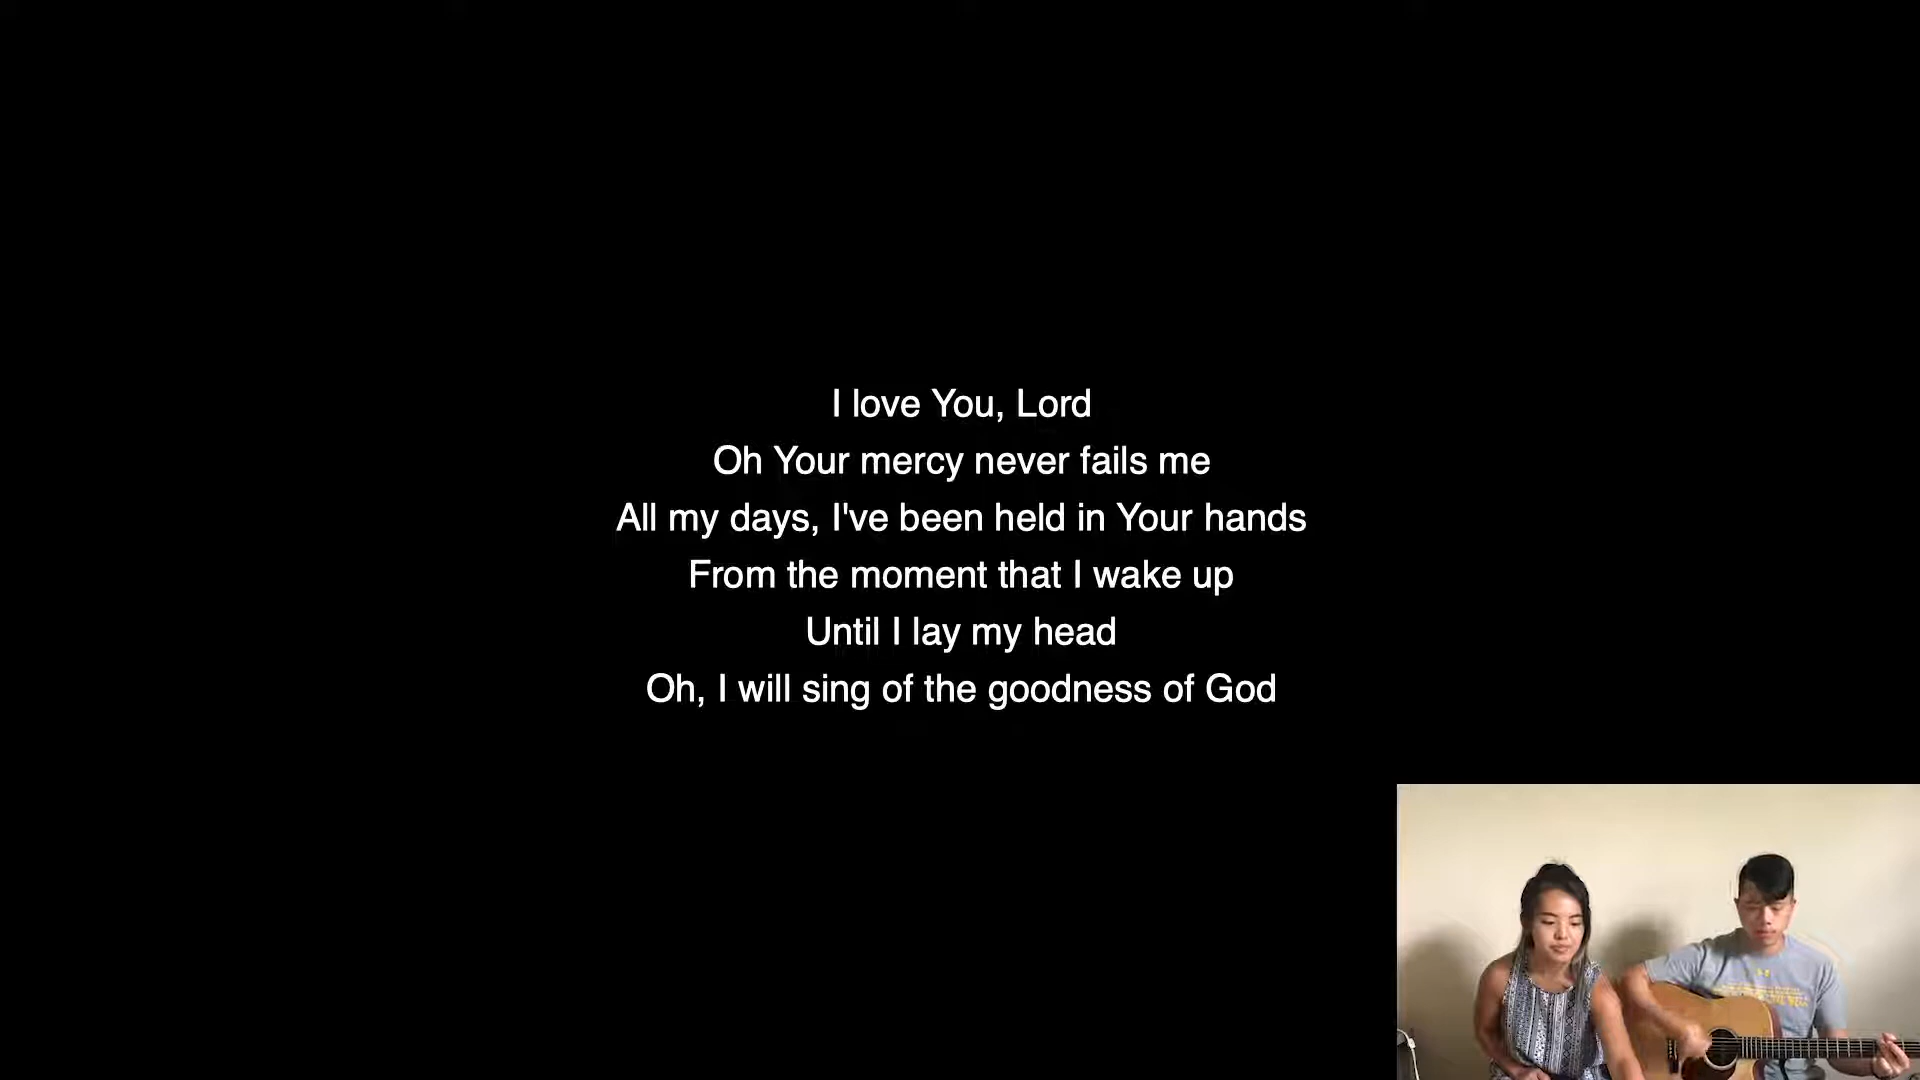 I love You, Lord
Oh Your mercy never fails me
All my days, I've been held in Your hands
From the moment that I wake up
Until I lay my head
Oh, I will sing of the goodness of God